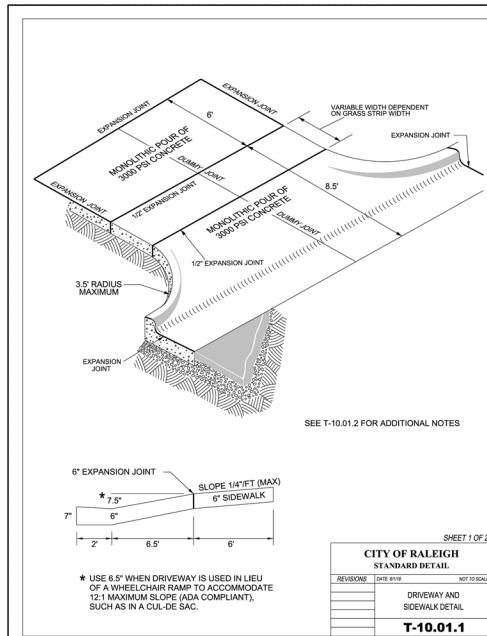 EXPANSION JOINT
EXPANSION JOINT
6'
VARIABLE WIDTH DEPENDENT
ON GRASS STRIP WIDTH
EXPANSION JOINT
MONOLITHIC POUR OF
3000 PSI CONCRETE
DUMMY JOINT
8.5'
EXPANSION JOINT
1/2" EXPANSION JOINT
MONOLITHIC POUR OF
3000 PSI CONCRETE
DUMMY JOINT
1/2" EXPANSION JOINT
3.5' RADIUS
MAXIMUM
EXPANSION
JOINT
SEE T-10.01.2 FOR ADDITIONAL NOTES
6" EXPANSION JOINT
SLOPE 1/4"/FT (MAX)
* 7.5"
6" SIDEWALK
7"
6"
2'
6.5'
6'
* USE 6.5" WHEN DRIVEWAY IS USED IN LIEU
OF A WHEELCHAIR RAMP TO ACCOMMODATE
12:1 MAXIMUM SLOPE (ADA COMPLIANT),
SUCH AS IN A CUL-DE SAC.
SHEET 1 OF 2
CITY OF RALEIGH
STANDARD DETAIL
REVISIONS
DATE: 8/1/18
NOT TO SCALE
DRIVEWAY AND
SIDEWALK DETAIL
T-10.01.1